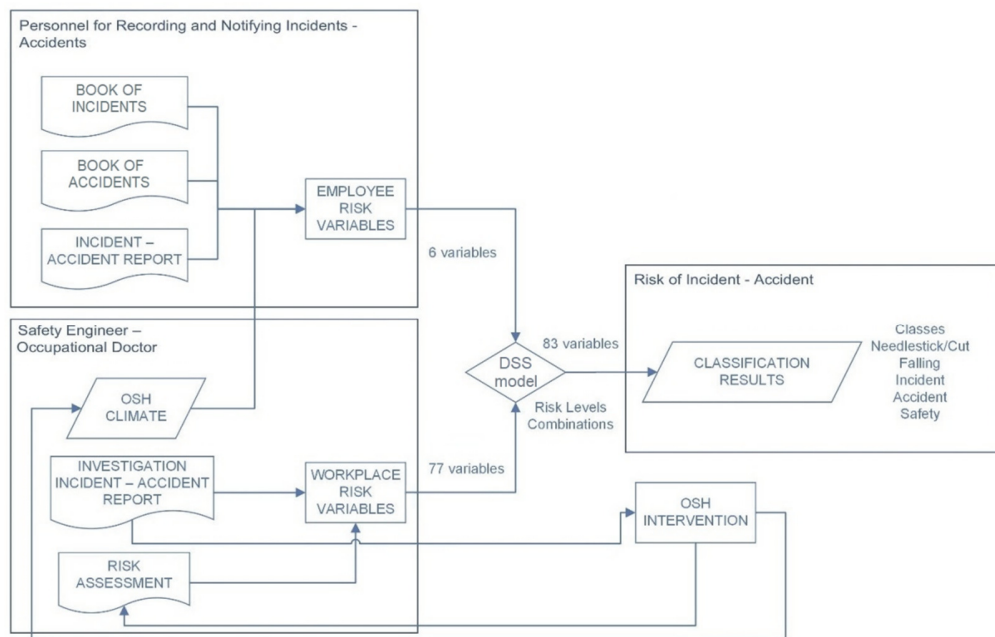 Personnel for Recording and Notifying Incidents -
Accidents
BOOK OF
INCIDENTS
BOOK OF
ACCIDENTS
INCIDENT –
ACCIDENT REPORT
EMPLOYEE
RISK
VARIABLES
6 variables
Safety Engineer –
Occupational Doctor
OSH
CLIMATE
INVESTIGATION
INCIDENT – ACCIDENT
REPORT
RISK
ASSESSMENT
WORKPLACE
RISK
VARIABLES
77 variables
DSS
model
83 variables
Risk Levels
Combinations
Risk of Incident - Accident
CLASSIFICATION
RESULTS
Classes
Needlestick/Cut
Falling
Incident
Accident
Safety
OSH
INTERVENTION